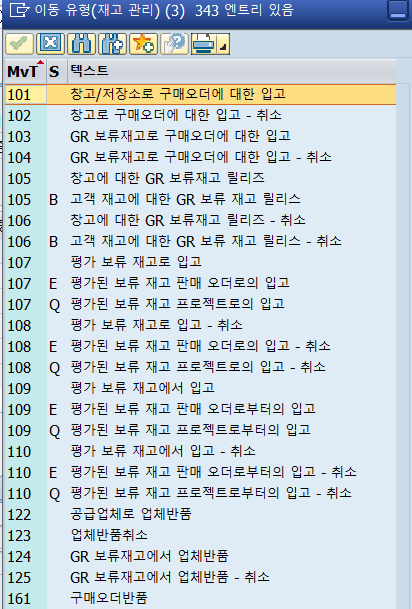 이동 유형(재고 관리) (3) 343 엔트리 있음
MvT S 텍스트
101 창고/저장소로 구매오더에 대한 입고
102 창고로 구매오더에 대한 입고 - 취소
103 GR 보류재고로 구매오더에 대한 입고
104 GR 보류재고로 구매오더에 대한 입고 - 취소
105 창고에 대한 GR 보류재고 릴리즈
105 B 고객 재고에 대한 GR 보류 재고 릴리스
106 창고에 대한 GR 보류재고 릴리즈 - 취소
106 B 고객 재고에 대한 GR 보류 재고 릴리스 - 취소
107 평가 보류 재고로 입고
107 E 평가된 보류 재고 판매 오더로의 입고
107 Q 평가된 보류 재고 프로젝트로의 입고
108 평가 보류 재고로 입고 - 취소
108 E 평가된 보류 재고 판매 오더로의 입고 - 취소
108 Q 평가된 보류 재고 프로젝트로의 입고 - 취소
109 평가 보류 재고에서 입고
109 E 평가된 보류 재고 판매 오더로부터의 입고
109 Q 평가된 보류 재고 프로젝트로부터의 입고
110 평가 보류 재고에서 입고 - 취소
110 E 평가된 보류 재고 판매 오더로부터의 입고 - 취소
110 Q 평가된 보류 재고 프로젝트로부터의 입고 - 취소
122 공급업체로 업체반품
123 업체반품취소
124 GR 보류재고에서 업체반품
125 GR 보류재고에서 업체반품 - 취소
161 구매오더반품